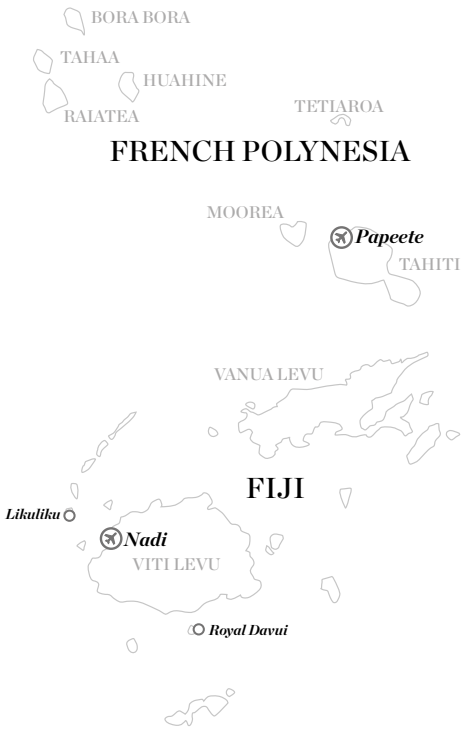 BORA BORA
TAHAA
HUAHINE
RAIATEA
TETIAROA
FRENCH POLYNESIA
MOOREA
Papeete
TAHITI
VANUA LEVU
FIJI
Likuliku
Nadi
VITI LEVU
Royal Davui